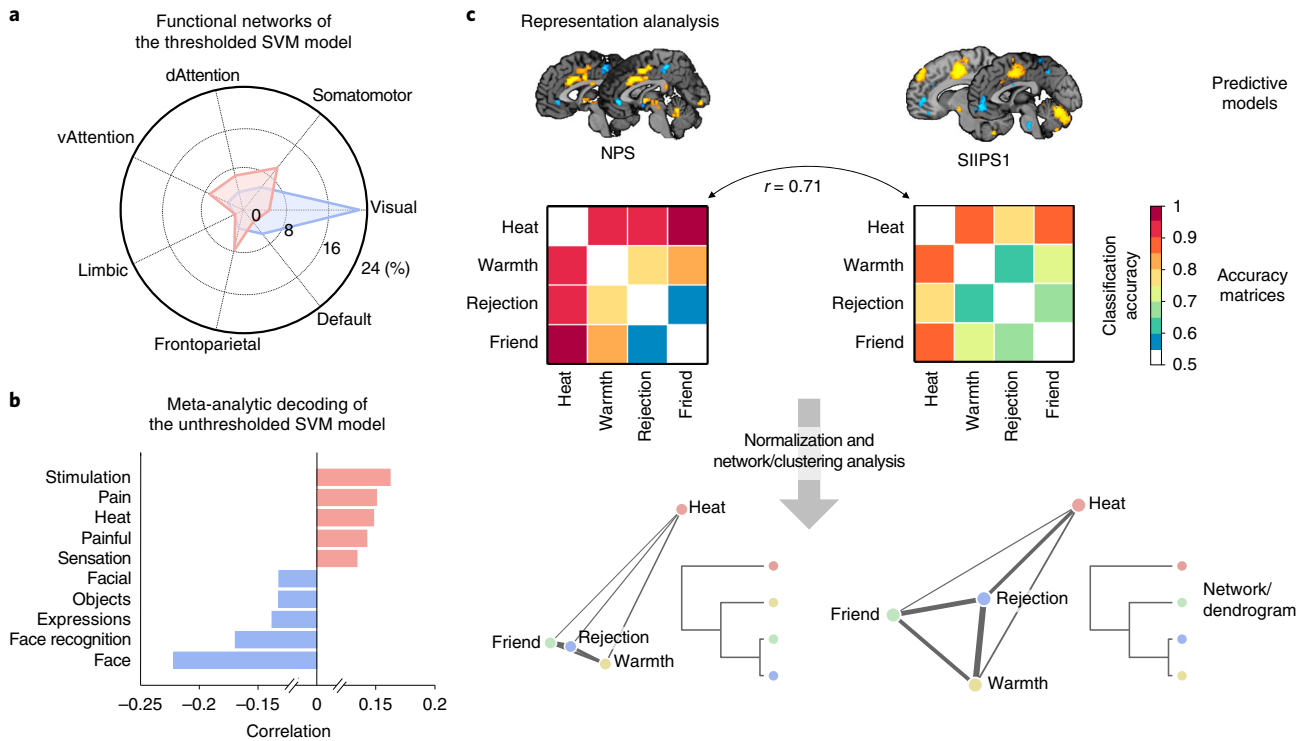 a
Functional networks of
the thresholded SVM model
dAttention
Somatomotor
vAttention
Visual
0
8
16
24 (%)
Limbic
Default
Frontoparietal
b
Meta-analytic decoding of
the unthresholded SVM model
Stimulation
Pain
Heat
Painful
Sensation
Facial
Objects
Expressions
Face recognition
Face
–0.25
–0.2
–0.15
0
0.15
0.2
Correlation
c
Representation alanalysis
NPS
SIIPS1
Predictive
models
r = 0.71
Heat
Warmth
Rejection
Friend
Heat
Warmth
Rejection
Friend
Heat
Warmth
Rejection
Friend
Heat
Warmth
Rejection
Friend
1
0.9
0.8
0.7
0.6
0.5
Classification
accuracy
Accuracy
matrices
Normalization and
network/clustering analysis
Heat
Friend
Rejection
Warmth
Heat
Friend
Rejection
Warmth
Network/
dendrogram